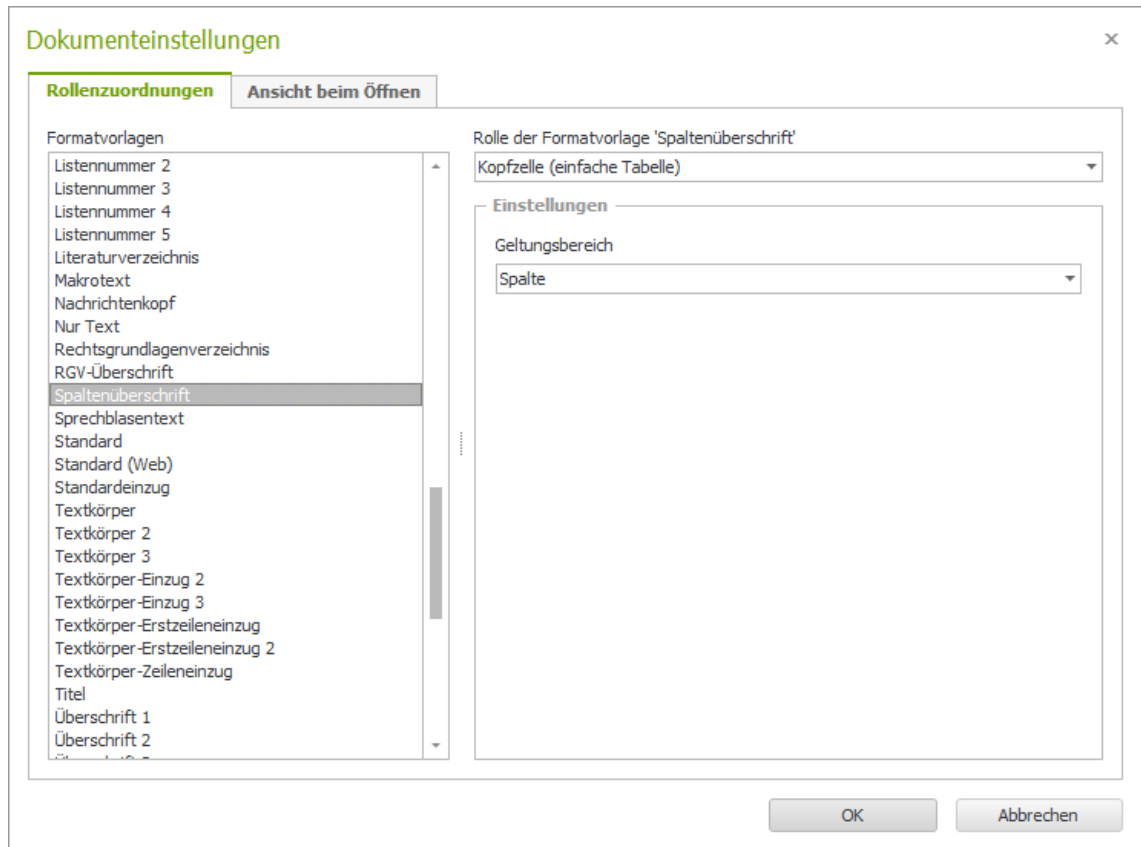 Dokumenteinstellungen
Rollenzuordnungen
Ansicht beim Öffnen
Formatvorlagen
Listennummer 2
Listennummer 3
Listennummer 4
Listennummer 5
Literaturverzeichnis
Makrotext
Nachrichtenkopf
Nur Text
Rechtsgrundlagenverzeichnis
RGV-Überschrift
Spaltenüberschrift
Sprechblasentext
Standard
Standard (Web)
Standardeinzug
Textkörper
Textkörper 2
Textkörper 3
Textkörper-Einzug 2
Textkörper-Einzug 3
Textkörper-Erstzeileneinzug
Textkörper-Erstzeileneinzug 2
Textkörper-Zeileneinzug
Titel
Überschrift 1
Überschrift 2
Rolle der Formatvorlage 'Spaltenüberschrift'
Kopfzelle (einfache Tabelle)
Einstellungen
Geltungsbereich
Spalte
OK
Abbrechen